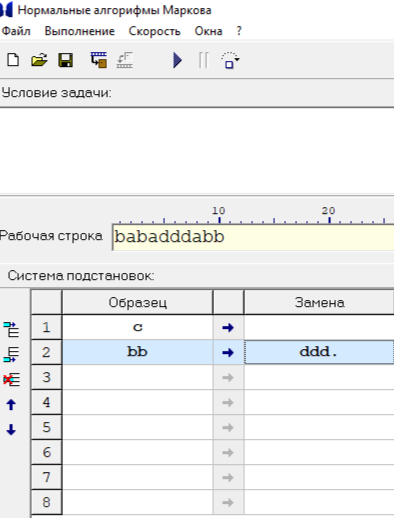 Нормальные алгорифмы Маркова
Файл Выполнение Скорость Окна ?
Условие задачи:
10 20
Рабочая строка babadddabb
Система подстановок:
Образец Замена
1 c →
2 bb → ddd.
3 →
4 →
5 →
6 →
7 →
8 →